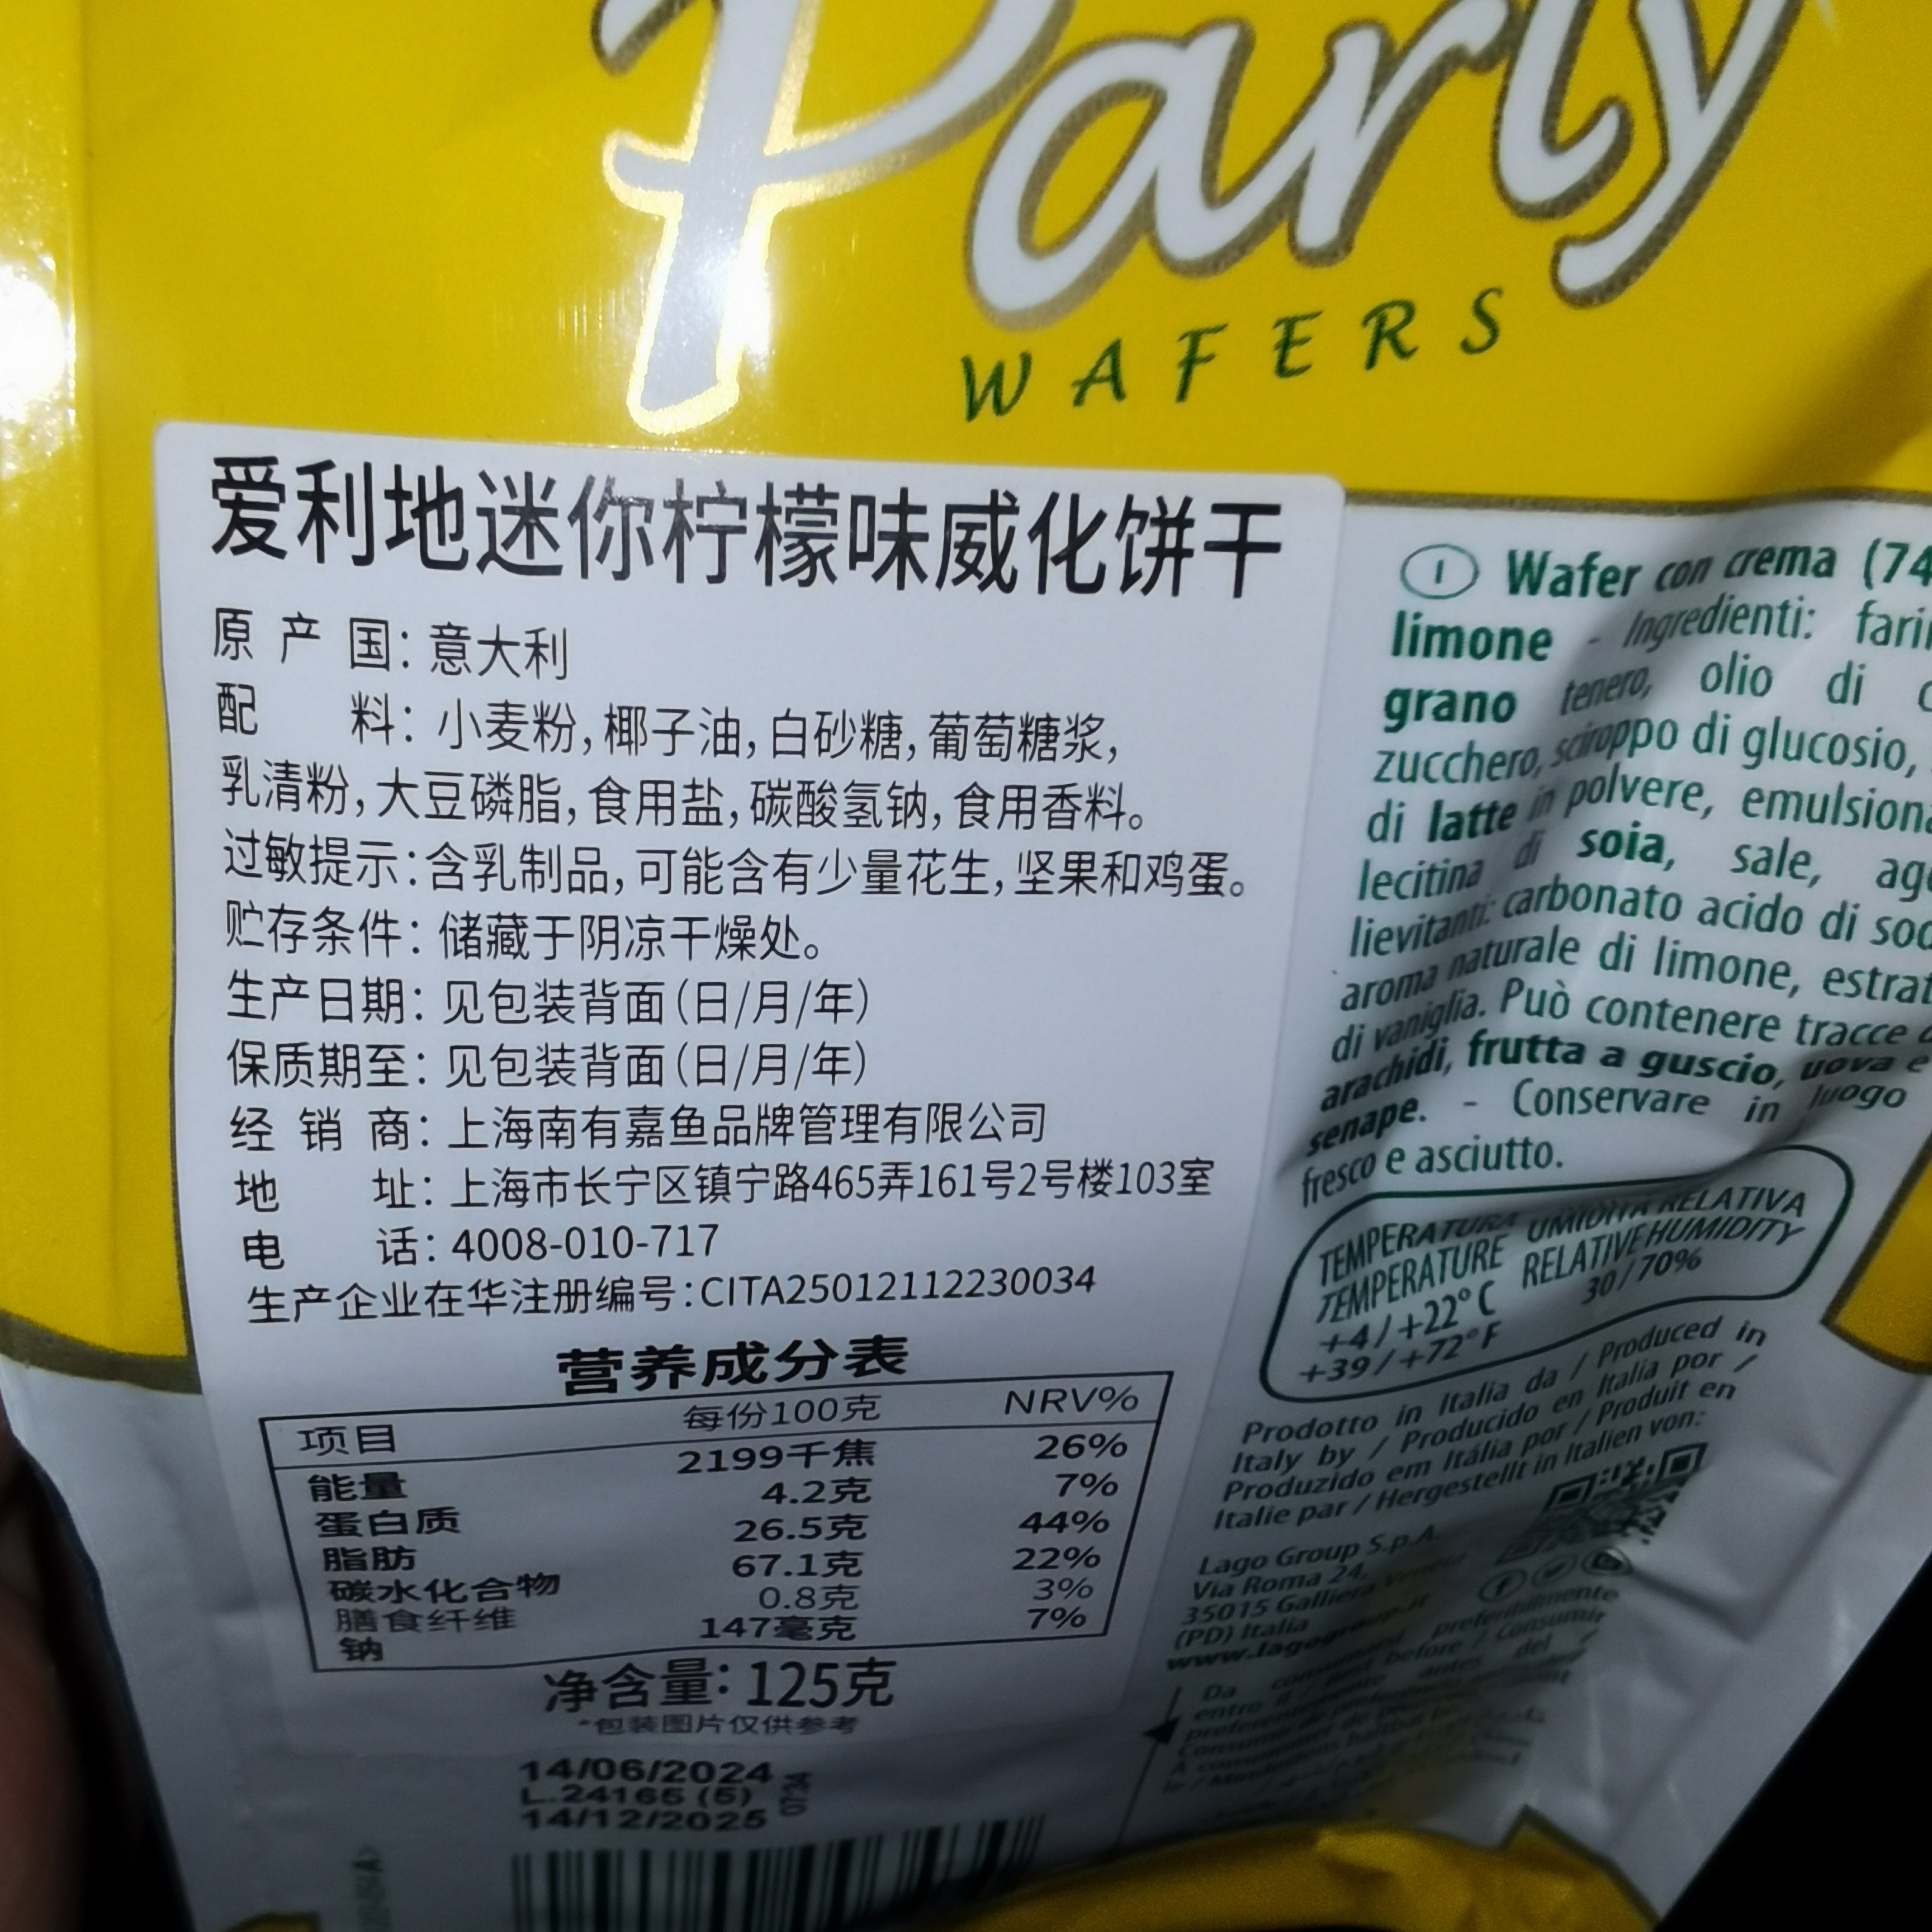 Party
WAFERS
爱利地迷你柠檬味威化饼干
原产国：意大利
配料：小麦粉,椰子油,白砂糖,葡萄糖浆,
乳清粉,大豆磷脂,食用盐,碳酸氢钠,食用香料。
过敏提示：含乳制品,可能含有少量花生,坚果和鸡蛋。
贮存条件：储藏于阴凉干燥处。
生产日期：见包装背面(日/月/年)
保质期至：见包装背面(日/月/年)
经销商：上海南有嘉鱼品牌管理有限公司
地址：上海市长宁区镇宁路465弄161号2号楼103室
电话：4008-010-717
生产企业在华注册编号：CITA25012112230034
营养成分表
项目 每份100克 NRV%
能量 2199千焦 26%
蛋白质 4.2克 7%
脂肪 26.5克 44%
碳水化合物 67.1克 22%
膳食纤维 0.8克 3%
钠 147毫克 7%
净含量：125克
*包装图片仅供参考
14/06/2024
L.24165 (5)
14/12/2025
I Wafer con crema (74
limone - Ingredienti:
grano tenero, olio di
zucchero, sciroppo di glucosio,
di latte in polvere,
lecitina di soia, sale,
lievitanti: carbonato acido di
aroma naturale di limone,
di vaniglia. Può contenere tracce
arachidi, frutta a guscio, uova e
senape. - Conservare in luogo
fresco e asciutto.
TEMPERATURA UMIDITÀ RELATIVA
TEMPERATURE RELATIVE HUMIDITY
+4/+22°C 30/70%
+39/+72°F
Prodotto in Italia da / Produced in
Italy by / Producido en Italia por /
Produzido em Itália por / Produit en
Italie par / Hergestellt in Italien von:
Lago Group S.p.A.
Via Roma 24,
35015 Galliera
(PD) Italia